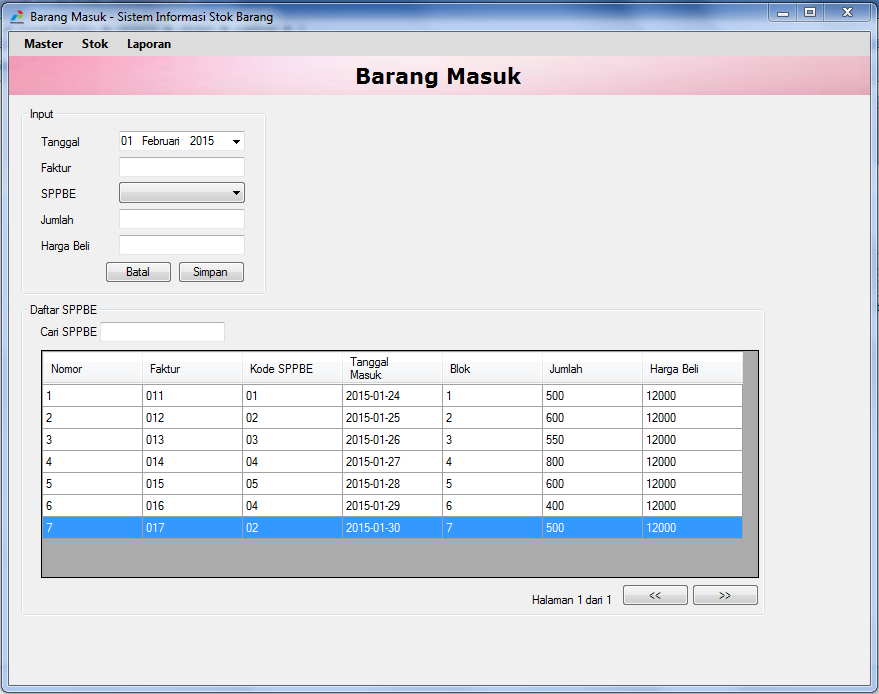 Barang Masuk - Sistem Informasi Stok Barang
Master Stok Laporan
Barang Masuk
Input
Tanggal 01 Februari 2015
Faktur
SPPBE
Jumlah
Harga Beli
Batal Simpan
Daftar SPPBE
Cari SPPBE
Nomor Faktur Kode SPPBE Tanggal Masuk Blok Jumlah Harga Beli
1 011 01 2015-01-24 1 500 12000
2 012 02 2015-01-25 2 600 12000
3 013 03 2015-01-26 3 550 12000
4 014 04 2015-01-27 4 800 12000
5 015 05 2015-01-28 5 600 12000
6 016 04 2015-01-29 6 400 12000
7 017 02 2015-01-30 7 500 12000
Halaman 1 dari 1 << >>